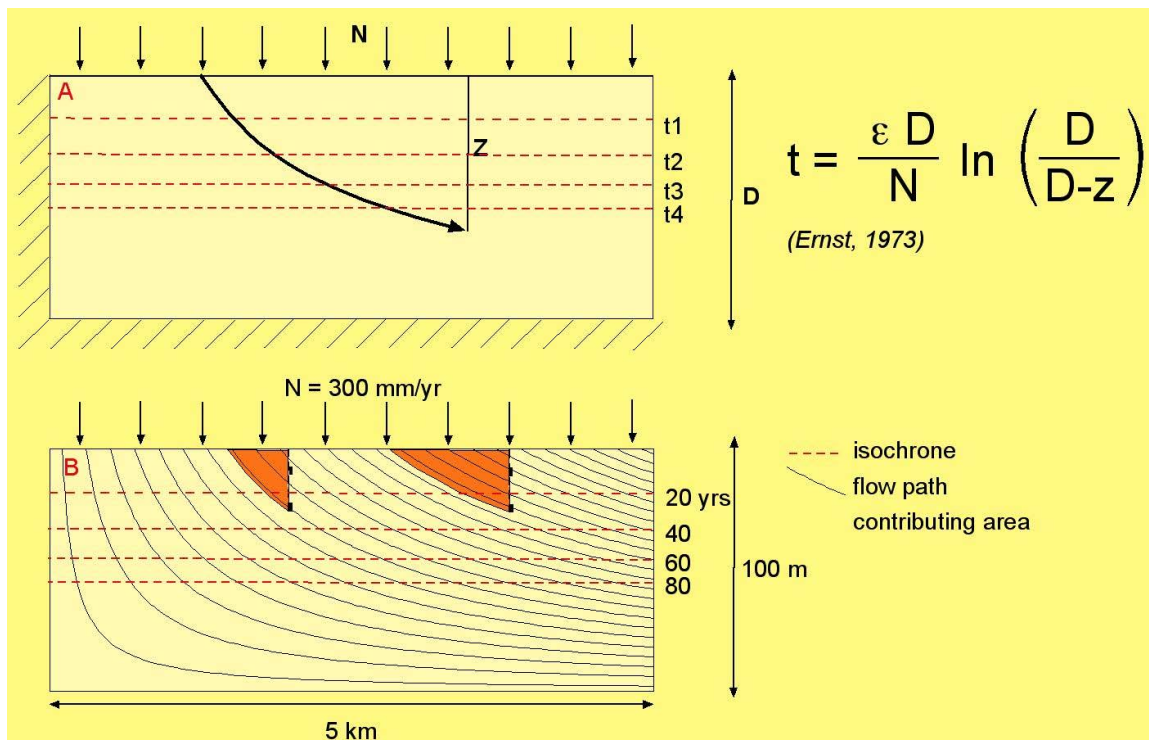 N
A
t1
t2
t3
t4
z
D
t = ε D / N ln ( D / D-z )
(Ernst, 1973)
N = 300 mm/yr
B
20 yrs
40
60
80
100 m
5 km
isochrone
flow path
contributing area